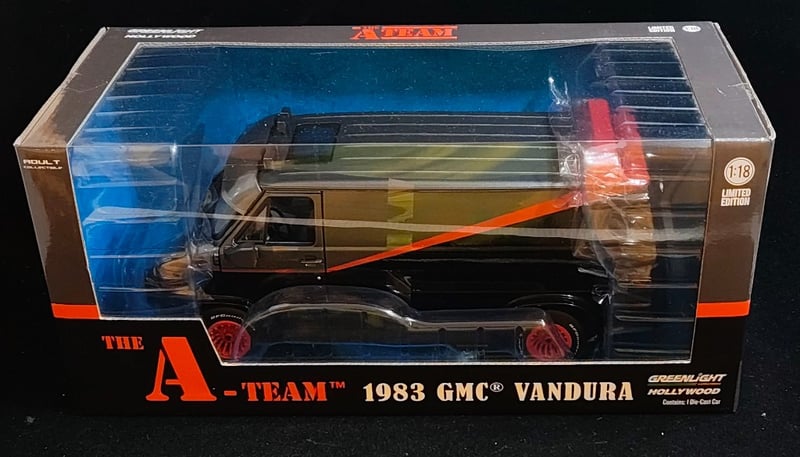 GREENLIGHT
HOLLYWOOD
THE
A-TEAM
LIMITED
EDITION
1:18
ADULT
COLLECTIBLE
1:18
LIMITED
EDITION
THE A-TEAM™ 1983 GMC® VANDURA
GREENLIGHT
HOLLYWOOD
Contains: 1 Die-Cast Car